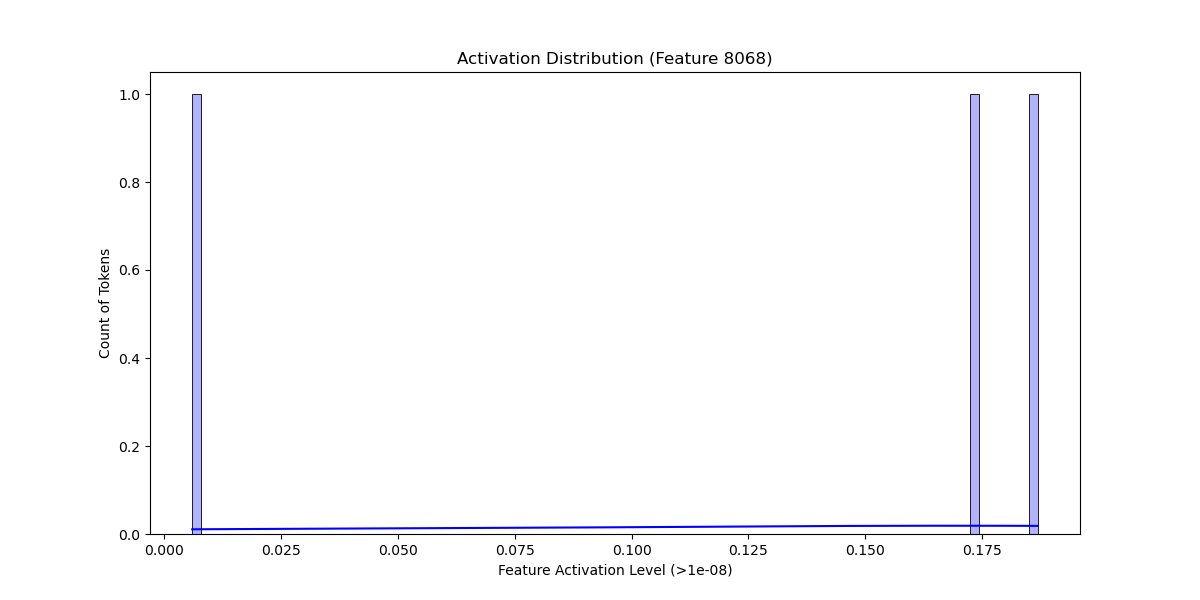 Activation Distribution (Feature 8068)
Count of Tokens
1.0
0.8
0.6
0.4
0.2
0.0
0.000 0.025 0.050 0.075 0.100 0.125 0.150 0.175
Feature Activation Level (>1e-08)